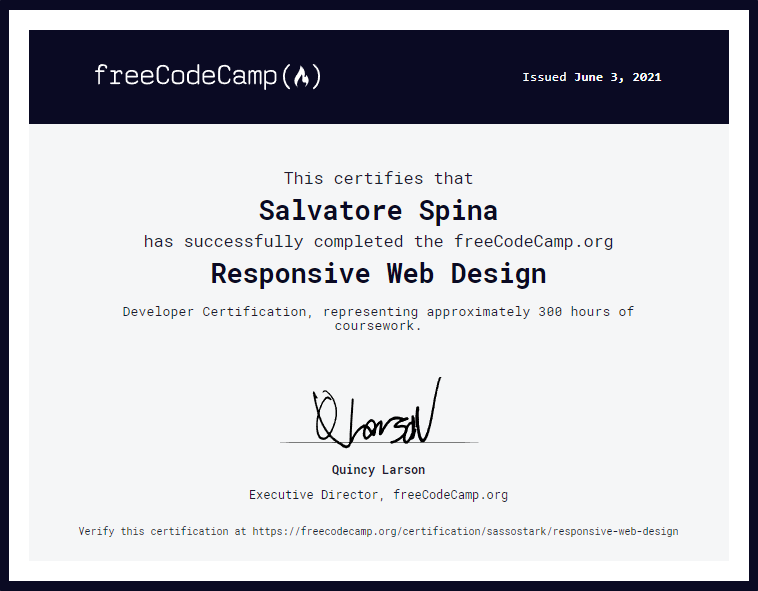 freeCodeCamp
Issued June 3, 2021
This certifies that
Salvatore Spina
has successfully completed the freeCodeCamp.org
Responsive Web Design
Developer Certification, representing approximately 300 hours of
coursework.
QLarson
Quincy Larson
Executive Director, freeCodeCamp.org
Verify this certification at https://freecodecamp.org/certification/sassostark/responsive-web-design